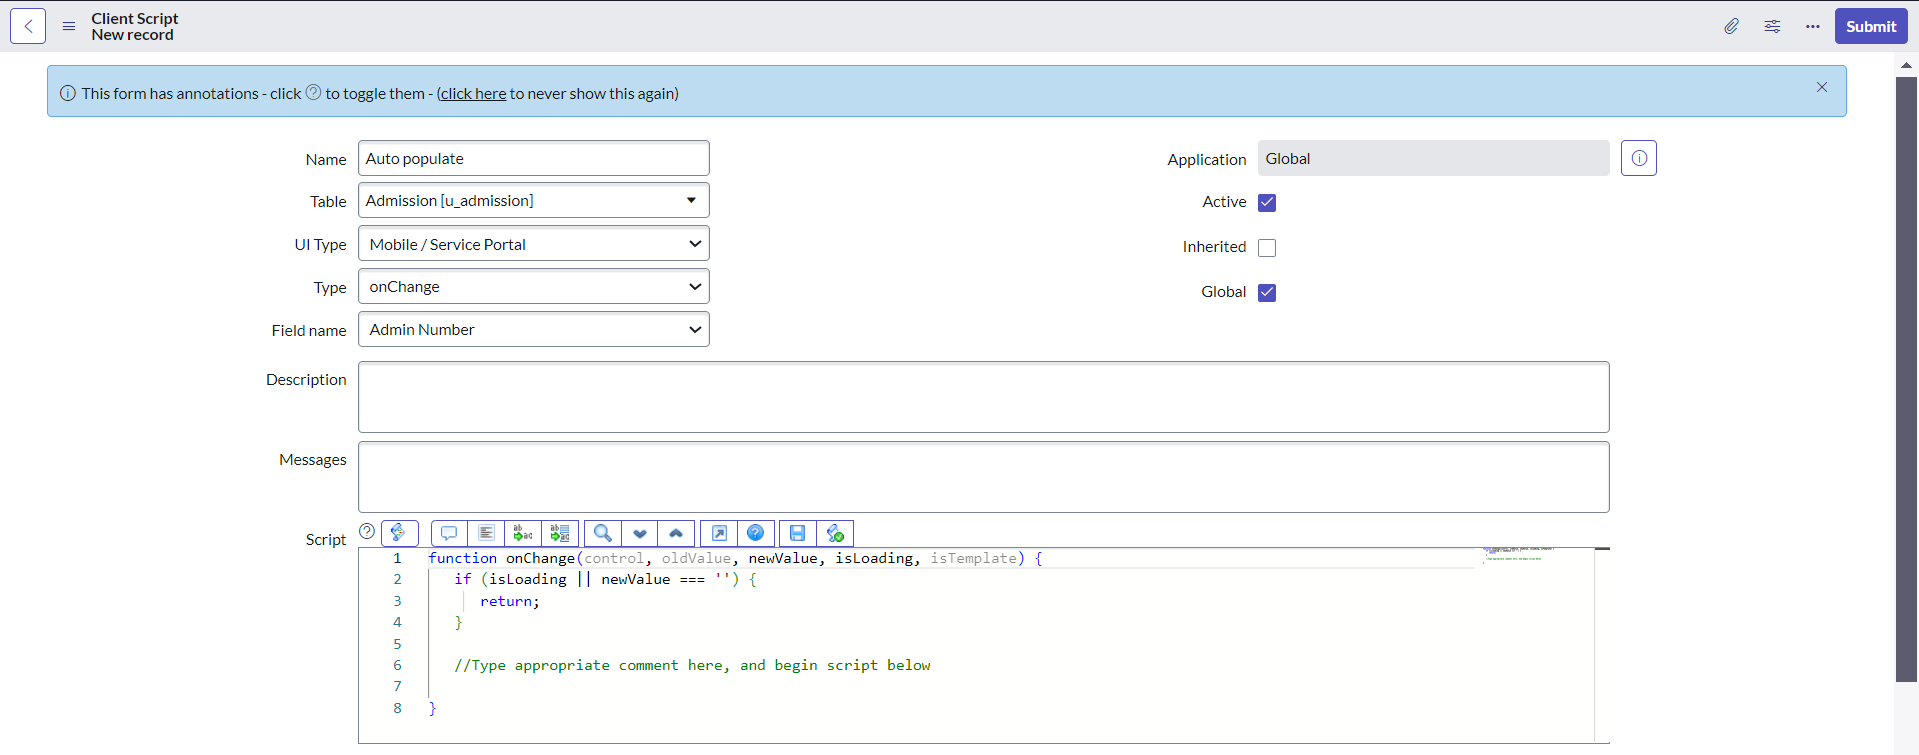 Client Script
New record
Submit
This form has annotations - click ? to toggle them - (click here to never show this again)
Name Auto populate
Application Global
Table Admission [u_admission]
Active
UI Type Mobile / Service Portal
Inherited
Type onChange
Global
Field name Admin Number
Description
Messages
Script
1 function onChange(control, oldValue, newValue, isLoading, isTemplate) {
2 if (isLoading || newValue === '') {
3 return;
4 }
5
6 //Type appropriate comment here, and begin script below
7
8 }